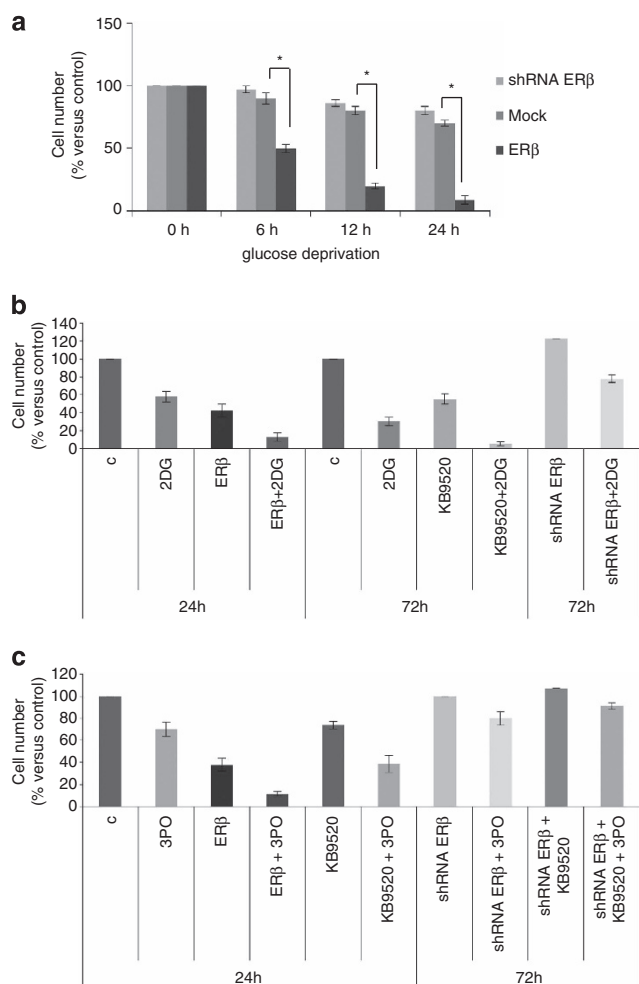 a
150
100
50
0
Cell number
(% versus control)
*
*
*
0 h 6 h 12 h 24 h
glucose deprivation
shRNA ERβ
Mock
ERβ
b
140
120
100
80
60
40
20
0
Cell number
(% versus control)
c
2DG
ERβ
ERβ+2DG
c
2DG
KB9520
KB9520+2DG
shRNA ERβ
shRNA ERβ+2DG
24h 72h 72h
c
120
100
80
60
40
20
0
Cell number
(% versus control)
c
3PO
ERβ
ERβ + 3PO
KB9520
KB9520 + 3PO
shRNA ERβ
shRNA ERβ + 3PO
shRNA ERβ +
KB9520
shRNA ERβ +
KB9520 + 3PO
24h 72h